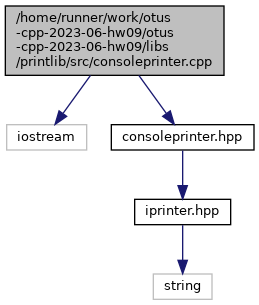 /home/runner/work/otus
-cpp-2023-06-hw09/otus
-cpp-2023-06-hw09/libs
/printlib/src/consoleprinter.cpp
iostream
consoleprinter.hpp
iprinter.hpp
string